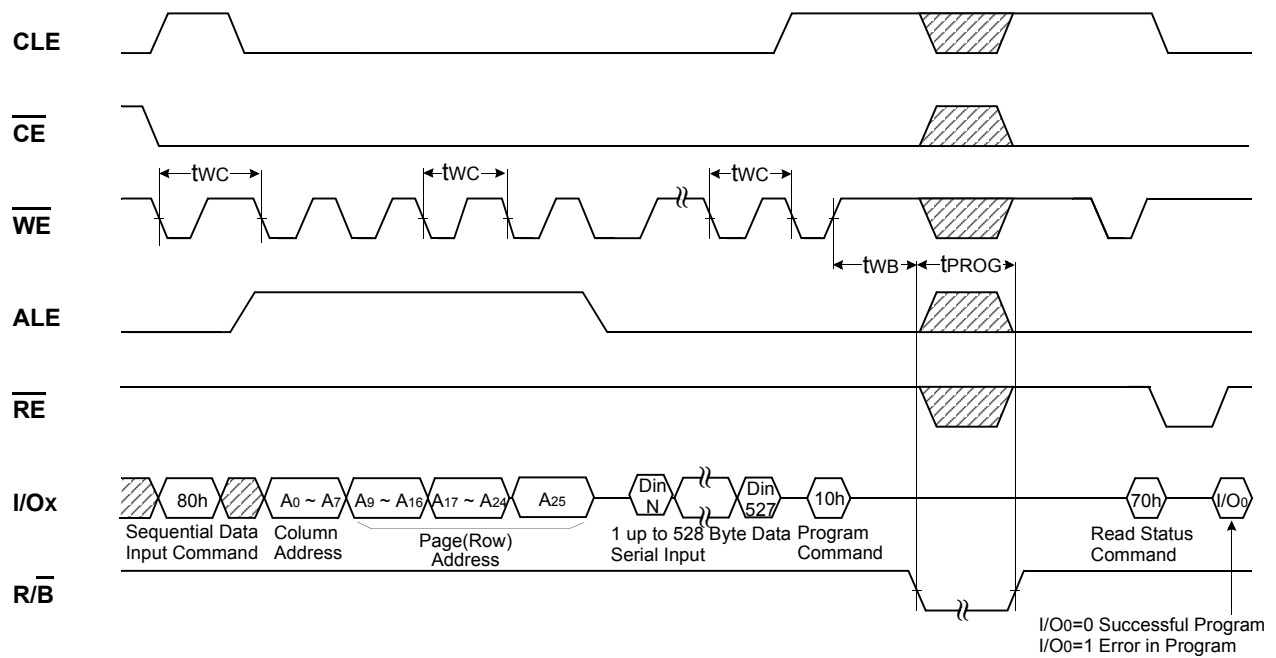 CLE
CE
tWC
tWC
tWC
WE
tWB
tPROG
ALE
RE
I/Ox
80h
A0 ~ A7
A9 ~ A16
A17 ~ A24
A25
Din
N
Din
527
10h
70h
I/O0
Sequential Data
Input Command
Column
Address
Page(Row)
Address
1 up to 528 Byte Data
Serial Input
Program
Command
Read Status
Command
R/B
I/O0=0 Successful Program
I/O0=1 Error in Program